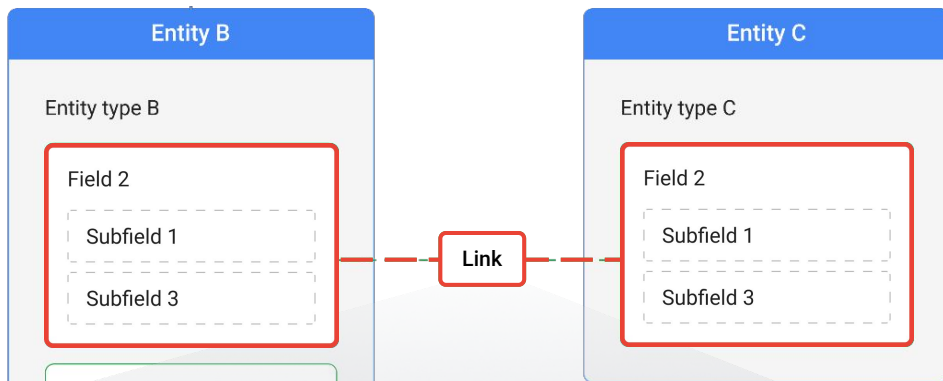 Entity B
Entity type B
Field 2
Subfield 1
Subfield 3
Link
Entity C
Entity type C
Field 2
Subfield 1
Subfield 3